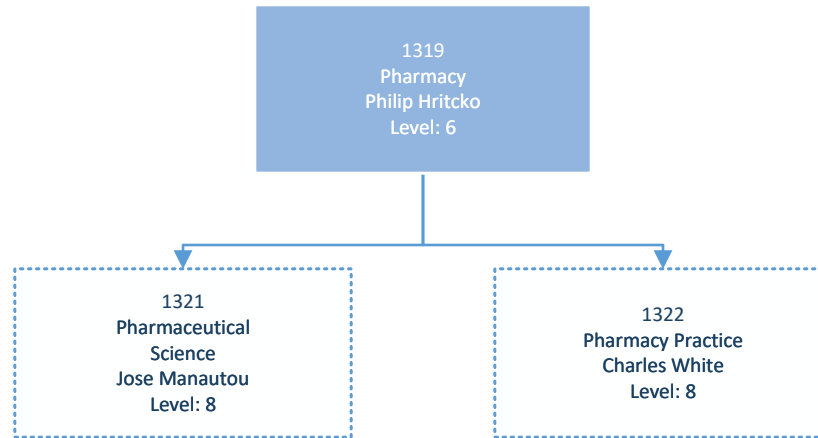 1319
Pharmacy
Philip Hritcko
Level: 6
1321
Pharmaceutical
Science
Jose Manautou
Level: 8
1322
Pharmacy Practice
Charles White
Level: 8